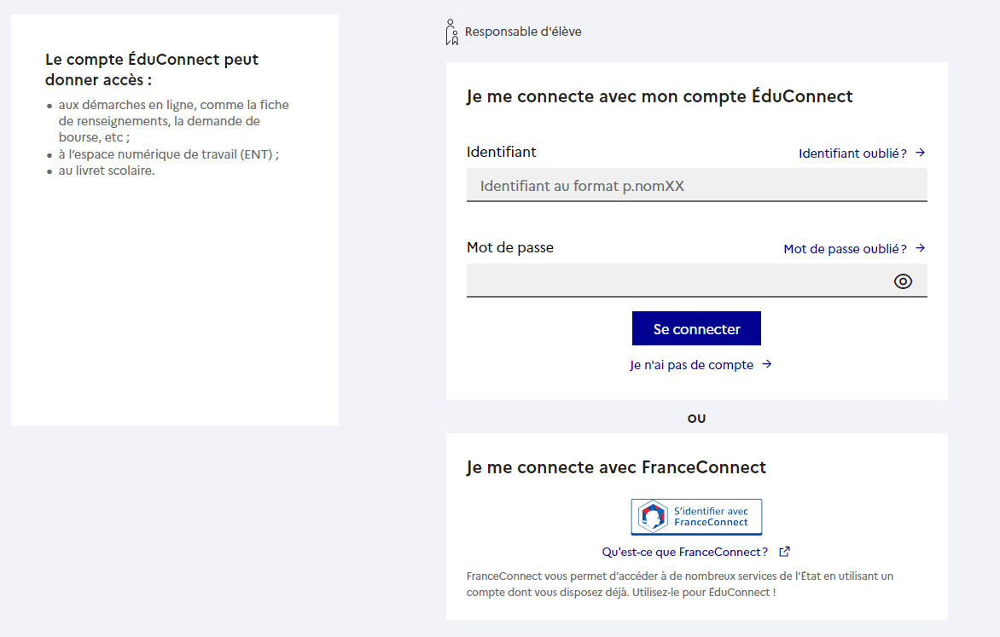 Le compte ÉduConnect peut
donner accès :
aux démarches en ligne, comme la fiche
de renseignements, la demande de
bourse, etc ;
à l’espace numérique de travail (ENT) ;
au livret scolaire.
Responsable d'élève
Je me connecte avec mon compte ÉduConnect
Identifiant
Identifiant oublié ?
Identifiant au format p.nomXX
Mot de passe
Mot de passe oublié ?
Se connecter
Je n'ai pas de compte
OU
Je me connecte avec FranceConnect
S’identifier avec
FranceConnect
Qu'est-ce que FranceConnect ?
FranceConnect vous permet d’accéder à de nombreux services de l’État en utilisant un
compte dont vous disposez déjà. Utilisez-le pour ÉduConnect !